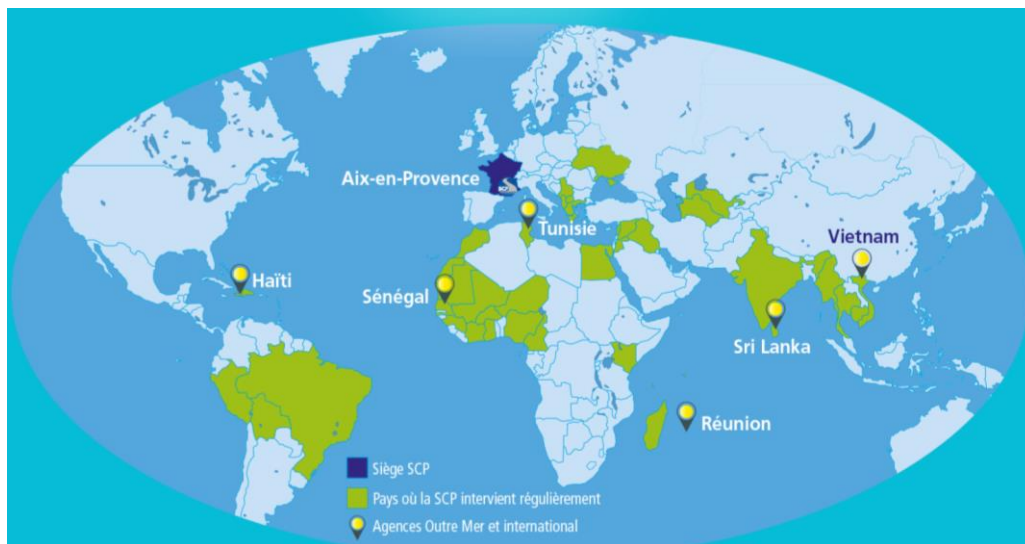 Aix-en-Provence
Tunisie
Vietnam
Haïti
Sénégal
Sri Lanka
Réunion
Siège SCP
Pays où la SCP intervient régulièrement
Agences Outre Mer et international